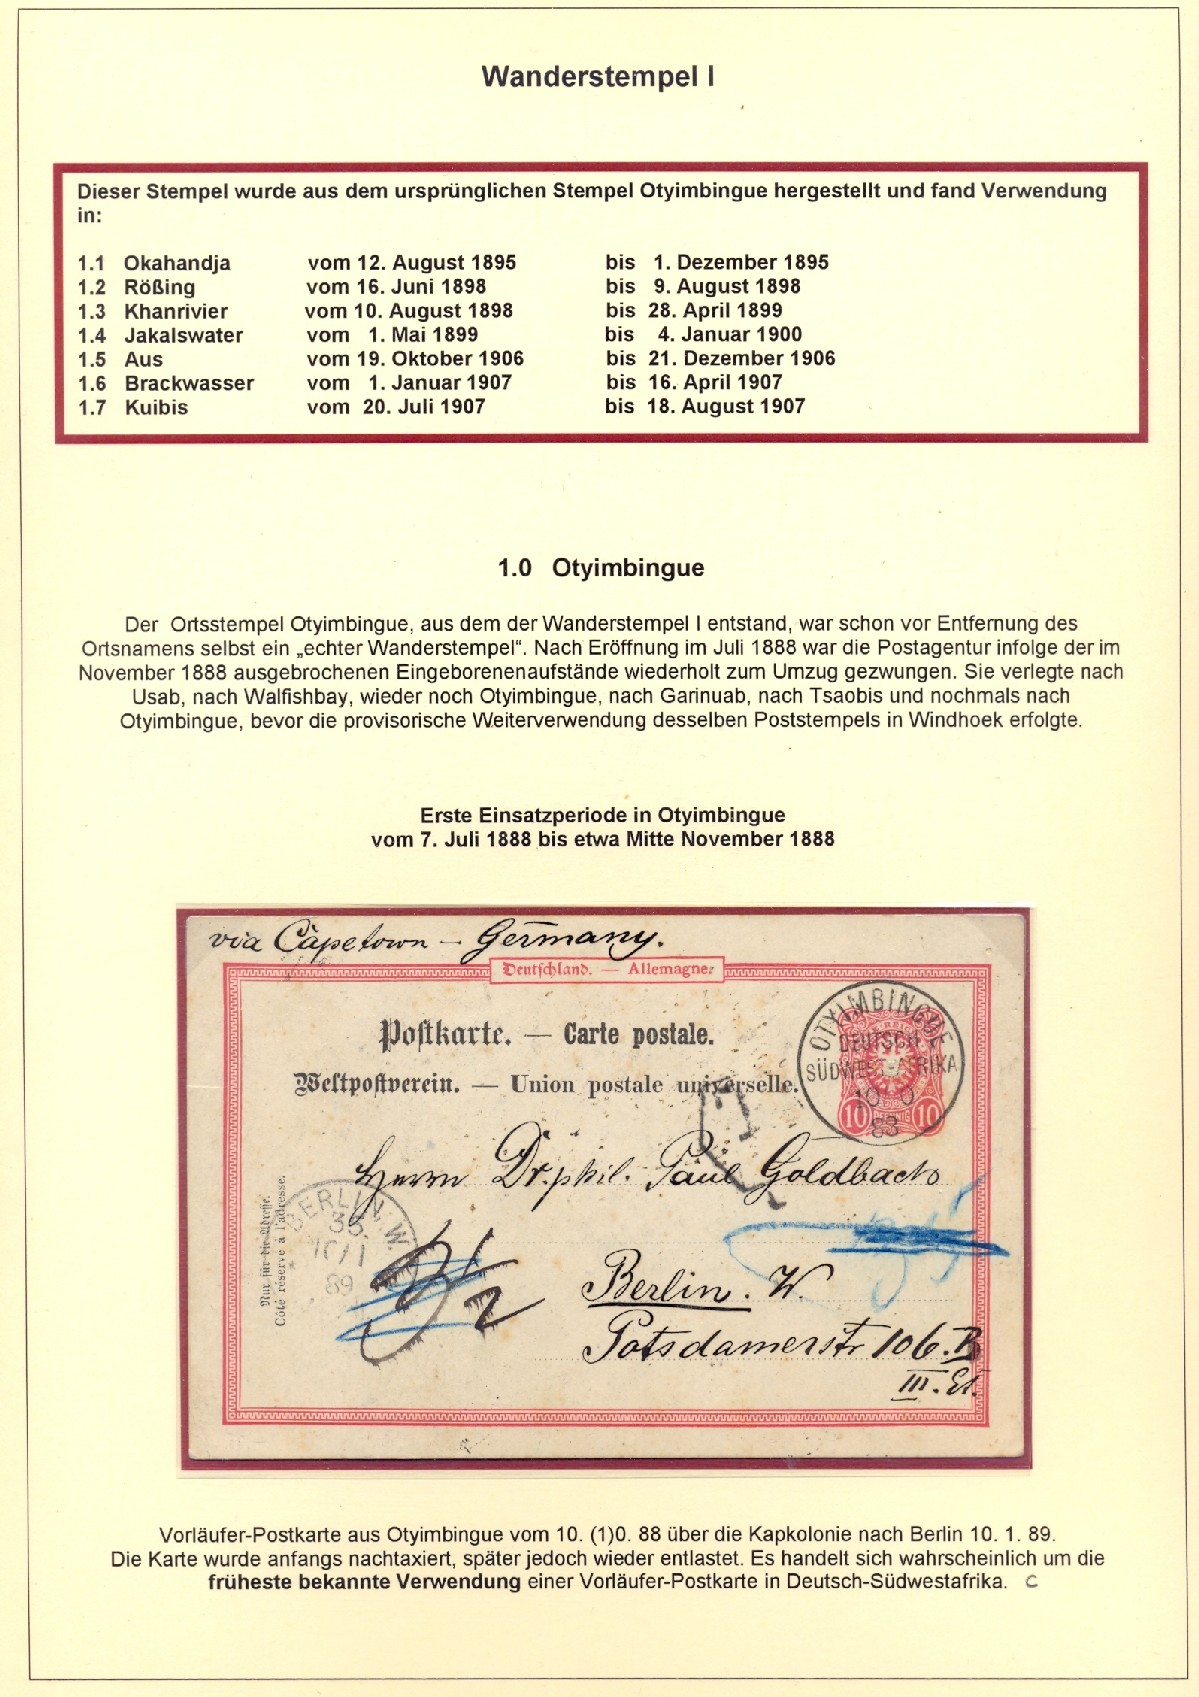 Wanderstempel I
Dieser Stempel wurde aus dem ursprünglichen Stempel Otyimbingue hergestellt und fand Verwendung
in:
1.1 Okahandja vom 12. August 1895 bis 1. Dezember 1895
1.2 Rößing vom 16. Juni 1898 bis 9. August 1898
1.3 Khanrivier vom 10. August 1898 bis 28. April 1899
1.4 Jakalswater vom 1. Mai 1899 bis 4. Januar 1900
1.5 Aus vom 19. Oktober 1906 bis 21. Dezember 1906
1.6 Brackwasser vom 1. Januar 1907 bis 16. April 1907
1.7 Kuibis vom 20. Juli 1907 bis 18. August 1907
1.0 Otyimbingue
Der Ortsstempel Otyimbingue, aus dem der Wanderstempel I entstand, war schon vor Entfernung des
Ortsnamens selbst ein „echter Wanderstempel“. Nach Eröffnung im Juli 1888 war die Postagentur infolge der im
November 1888 ausgebrochenen Eingeborenenaufstände wiederholt zum Umzug gezwungen. Sie verlegte nach
Usab, nach Walfishbay, wieder noch Otyimbingue, nach Garinuab, nach Tsaobis und nochmals nach
Otyimbingue, bevor die provisorische Weiterverwendung desselben Poststempels in Windhoek erfolgte.
Erste Einsatzperiode in Otyimbingue
vom 7. Juli 1888 bis etwa Mitte November 1888
via Capetown – Germany.
Deutschland. — Allemagne.
Postkarte. — Carte postale.
Weltpostverein. — Union postale universelle.
OTYIMBINGUE
DEUTSCH-
SÜDWEST-AFRIKA
10 0
88
10 PFENNIG 10
Herrn Dr. phil. Paul Goldbach
Nur für die Adresse.
Côté réservé à l'adresse.
BERLIN, W.
35.
10/1
89
Berlin. W.
Potsdamerstr 106.B
III. Et.
Vorläufer-Postkarte aus Otyimbingue vom 10. (1)0. 88 über die Kapkolonie nach Berlin 10. 1. 89.
Die Karte wurde anfangs nachtaxiert, später jedoch wieder entlastet. Es handelt sich wahrscheinlich um die
früheste bekannte Verwendung einer Vorläufer-Postkarte in Deutsch-Südwestafrika. C